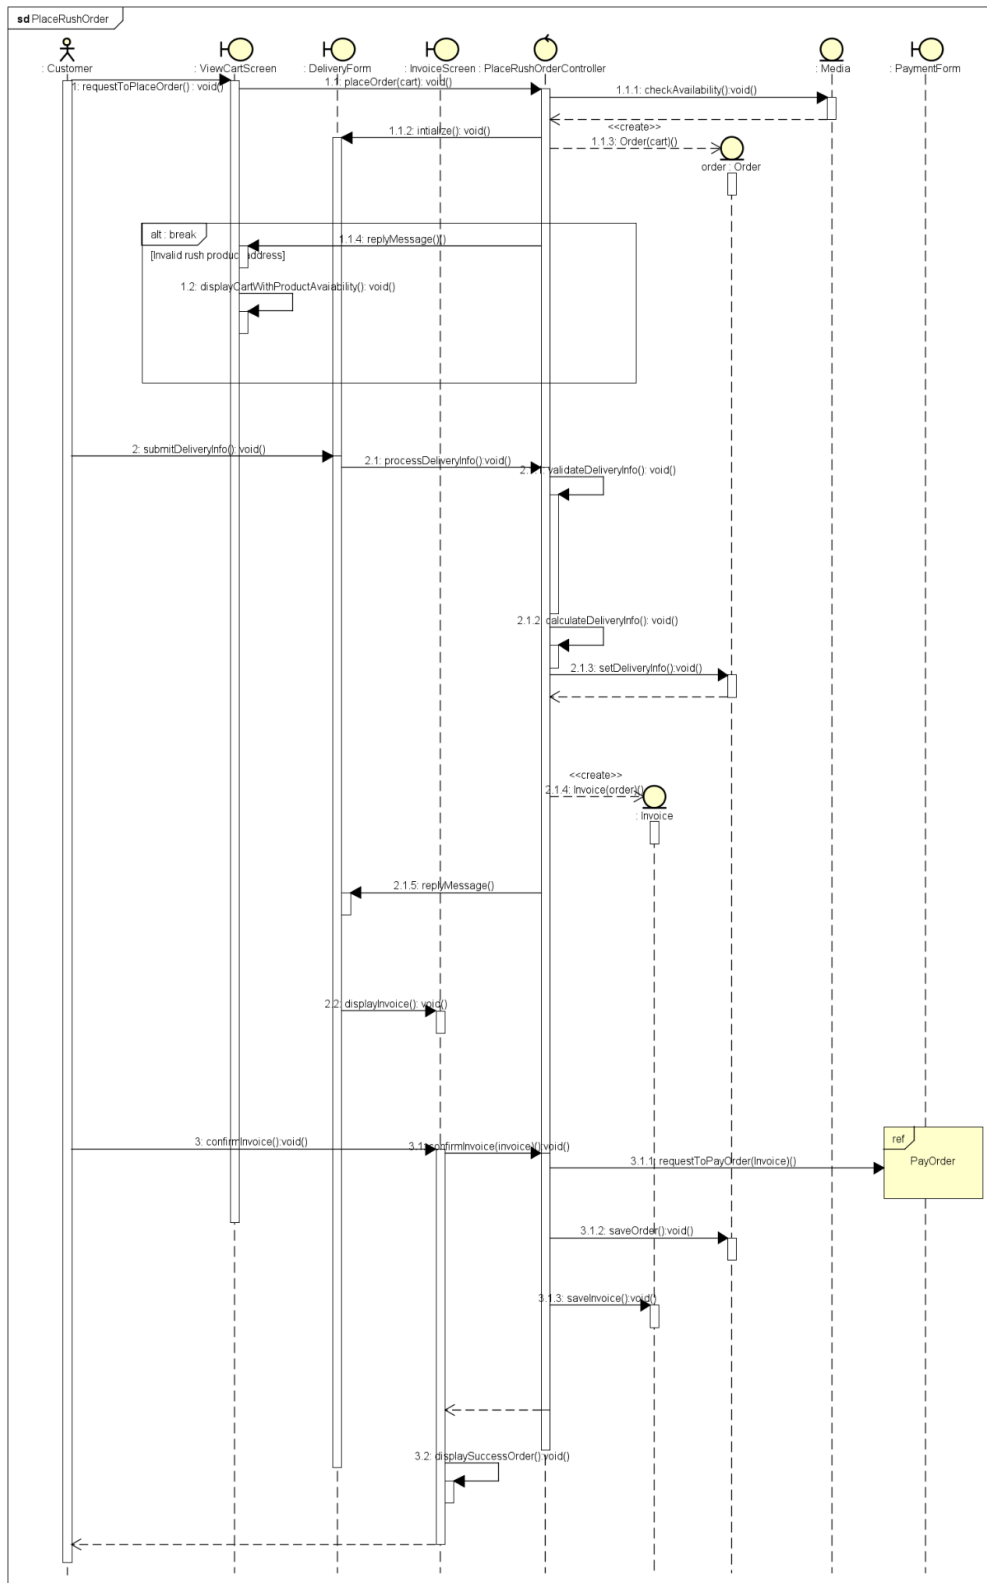 sd PlaceRushOrder
: Customer
: ViewCartScreen
: DeliveryForm
: InvoiceScreen
: PlaceRushOrderController
: Media
: PaymentForm
1: requestToPlaceOrder() : void()
1.1: placeOrder(cart): void()
1.1.1: checkAvailability():void()
<<create>>
1.1.2: intialize(): void()
1.1.3: Order(cart)()
order : Order
alt : break
1.1.4: replyMessage()()
[Invalid rush product address]
1.2: displayCartWithProductAvaiability(): void()
2: submitDeliveryInfo(): void()
2.1: processDeliveryInfo():void()
validateDeliveryInfo(): void()
2.1.2: calculateDeliveryInfo(): void()
2.1.3: setDeliveryInfo():void()
<<create>>
2.1.4: Invoice(order)()
: Invoice
2.1.5: replyMessage()
2.2: displayInvoice(): void()
ref
3: confirmInvoice():void()
3.1: confirmInvoice(invoice)():void()
PayOrder
3.1.1: requestToPayOrder(Invoice)()
3.1.2: saveOrder():void()
3.1.3: saveInvoice():void()
3.2: displaySuccessOrder():void()